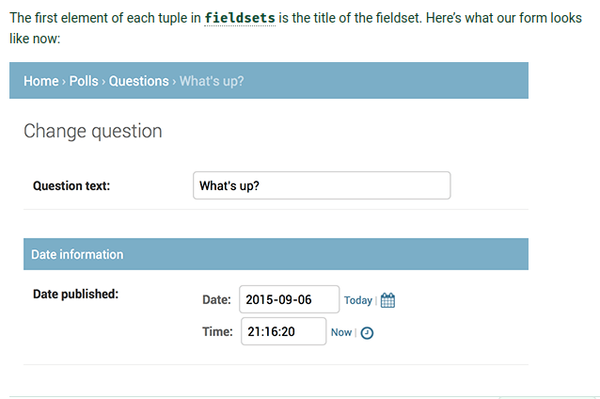 The first element of each tuple in fieldsets is the title of the fieldset. Here's what our form looks
like now:
Home › Polls › Questions › What's up?
Change question
Question text: What's up?
Date information
Date published: Date: 2015-09-06 Today |
Time: 21:16:20 Now |